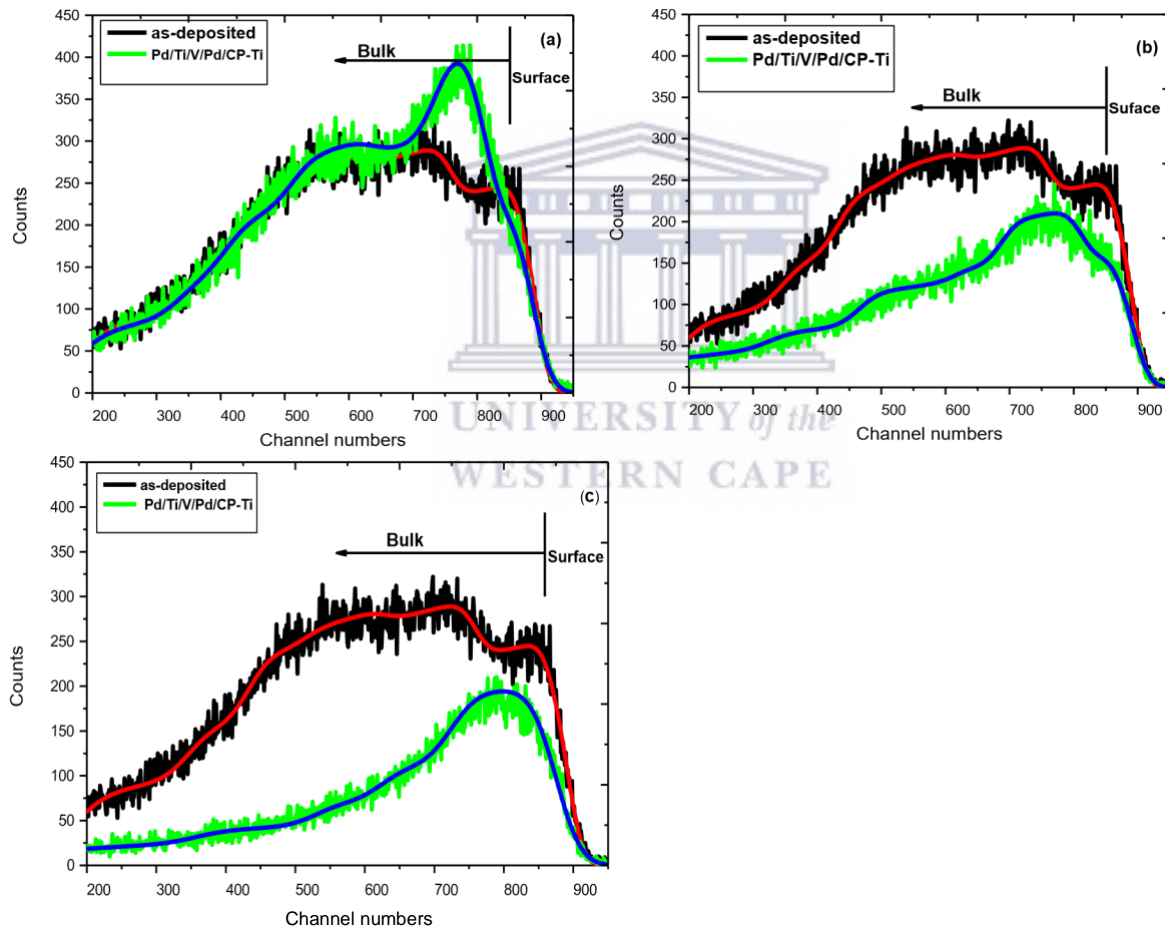 450
400
350
300
250
200
150
100
50
0
Counts
as-deposited
Pd/Ti/V/Pd/CP-Ti
(a)
Bulk
Surface
200 300 400 500 600 700 800 900
Channel numbers
450
400
350
300
250
200
150
100
50
0
Counts
as-deposited
Pd/Ti/V/Pd/CP-Ti
(b)
Bulk
Suface
200 300 400 500 600 700 800 900
Channel numbers
UNIVERSITY of the
WESTERN CAPE
450
400
350
300
250
200
150
100
50
0
Counts
as-deposited
Pd/Ti/V/Pd/CP-Ti
(c)
Bulk
Surface
200 300 400 500 600 700 800 900
Channel numbers